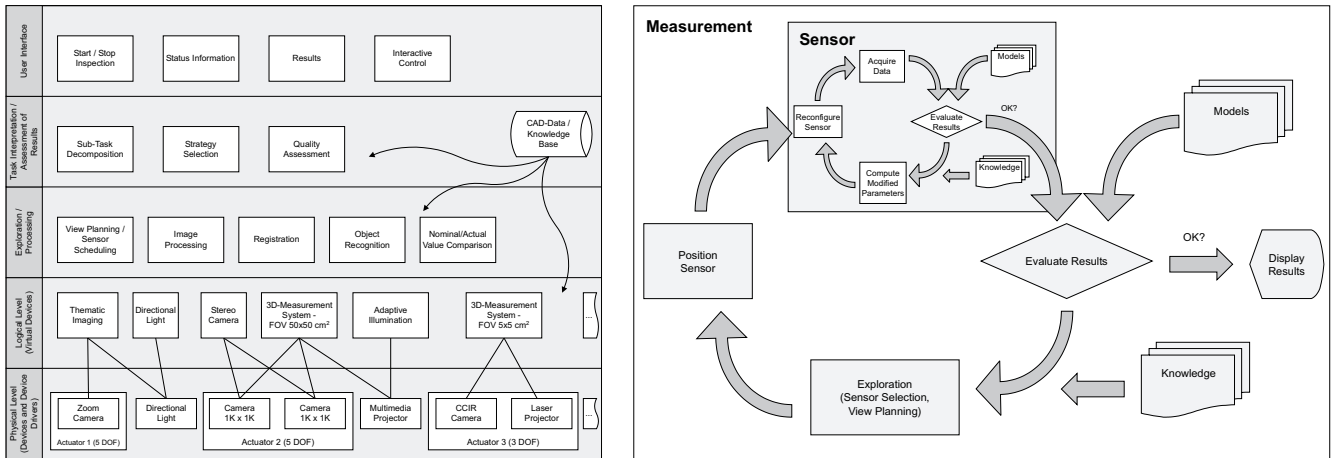 User Interface
Start / Stop
Inspection
Status Information
Results
Interactive
Control
Task Interpretation /
Assessment of
Results
Sub-Task
Decomposition
Strategy
Selection
Quality
Assessment
CAD-Data /
Knowledge
Base
Exploration /
Processing
View Planning /
Sensor
Scheduling
Image
Processing
Registration
Object
Recognition
Nominal/Actual
Value Comparison
Logical Level
(Virtual Devices)
Thematic
Imaging
Directional
Light
Stereo
Camera
3D-Measurement
System -
FOV 50x50 cm²
Adaptive
Illumination
3D-Measurement
System -
FOV 5x5 cm²
...
Physical Level
(Devices and Device
Drivers)
Zoom
Camera
Actuator 1 (5 DOF)
Directional
Light
Camera
1K x 1K
Camera
1K x 1K
Actuator 2 (5 DOF)
Multimedia
Projector
CCIR
Camera
Laser
Projector
Actuator 3 (3 DOF)
...
Measurement
Sensor
Acquire
Data
Models
Reconfigure
Sensor
Evaluate
Results
OK?
Compute
Modified
Parameters
Knowledge
Models
Position
Sensor
Evaluate Results
OK?
Display
Results
Exploration
(Sensor Selection,
View Planning)
Knowledge